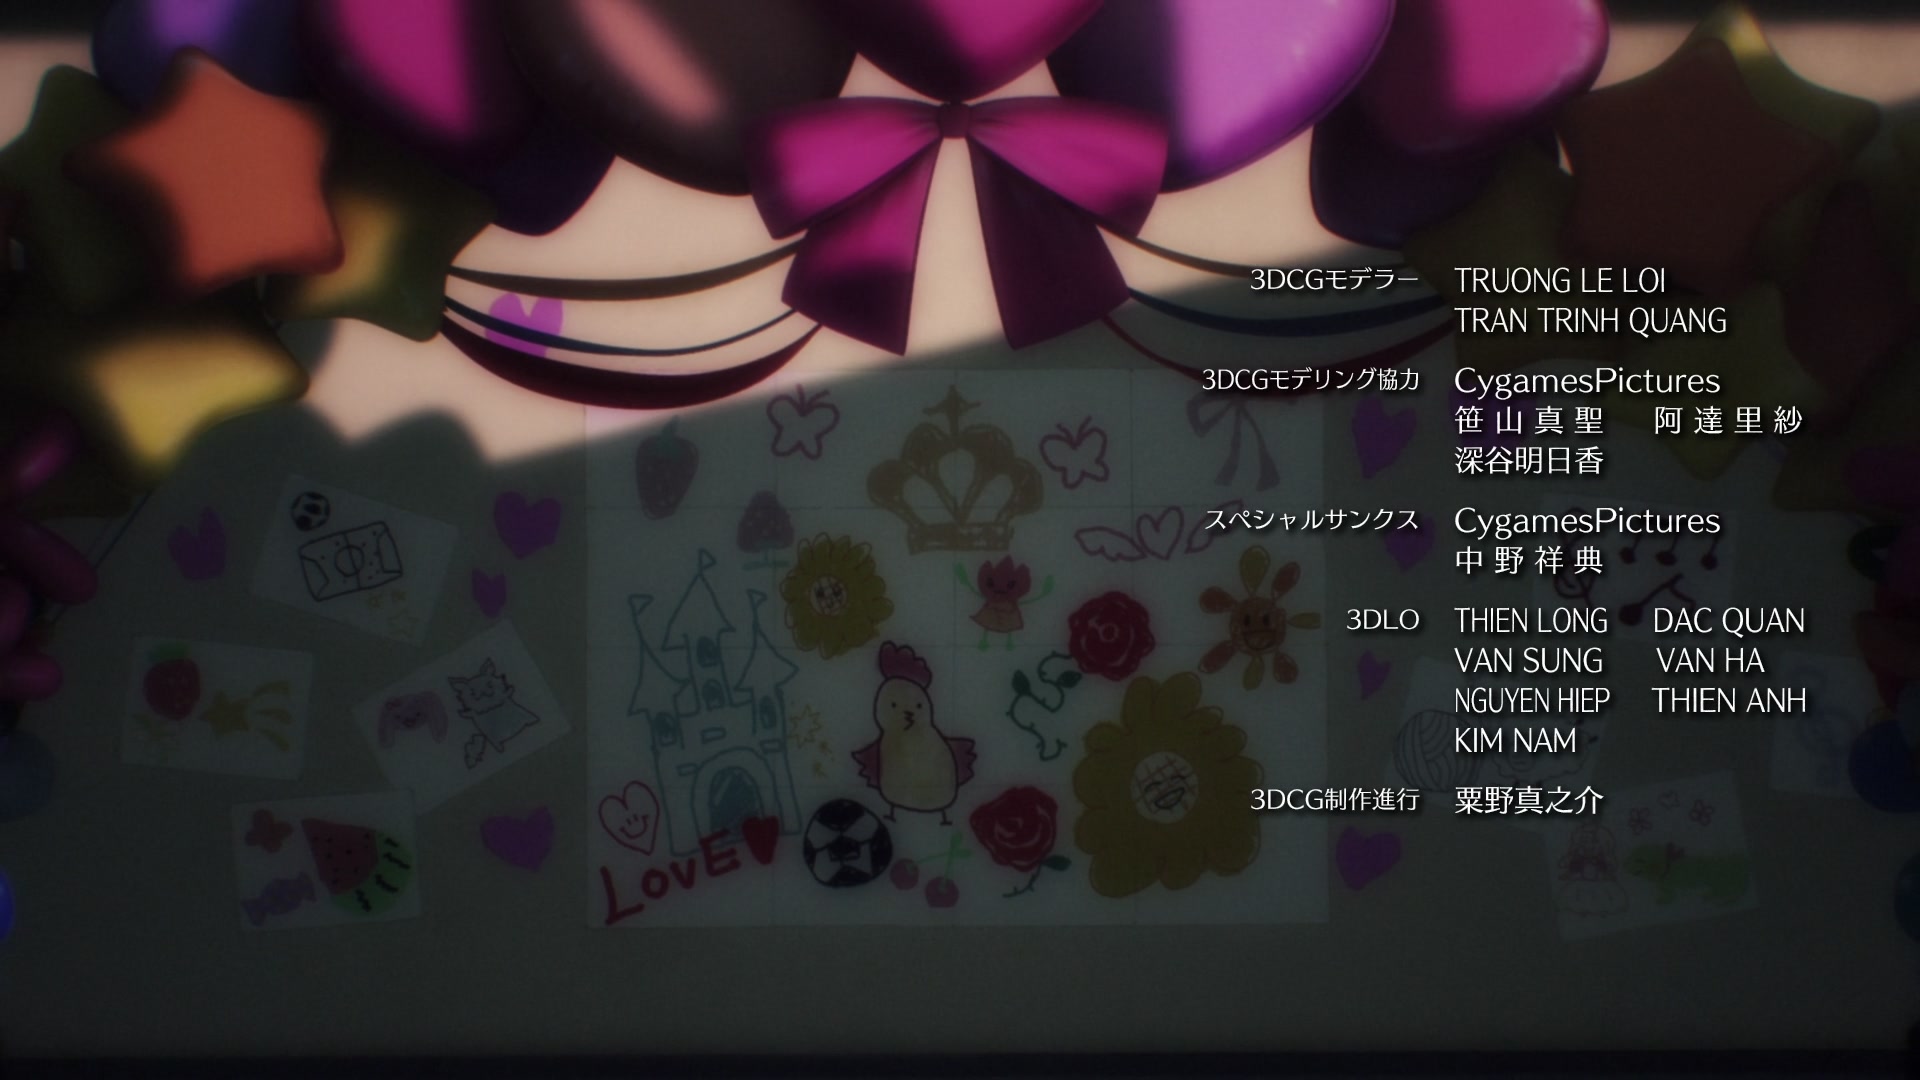 3DCGモデラー TRUONG LE LOI
TRAN TRINH QUANG
3DCGモデリング協力 CygamesPictures
笹山真聖 阿達里紗
深谷明日香
スペシャルサンクス CygamesPictures
中野祥典
3DLO THIEN LONG DAC QUAN
VAN SUNG VAN HA
NGUYEN HIEP THIEN ANH
KIM NAM
3DCG制作進行 粟野真之介
LOVE